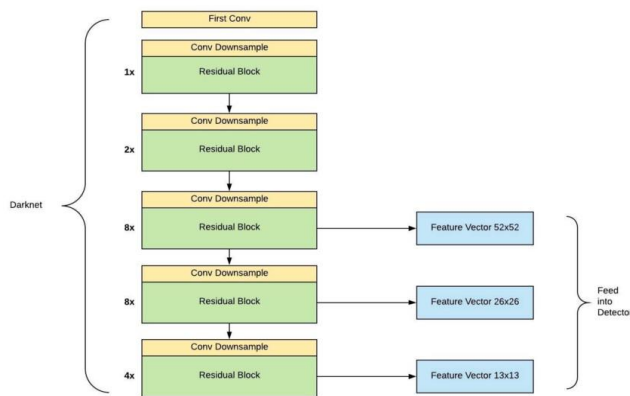 First Conv
Conv Downsample
1x
Residual Block
Conv Downsample
2x
Residual Block
Darknet
Conv Downsample
8x
Residual Block
Feature Vector 52x52
Conv Downsample
8x
Residual Block
Feature Vector 26x26
Feed
into
Detecto
Conv Downsample
4x
Residual Block
Feature Vector 13x13